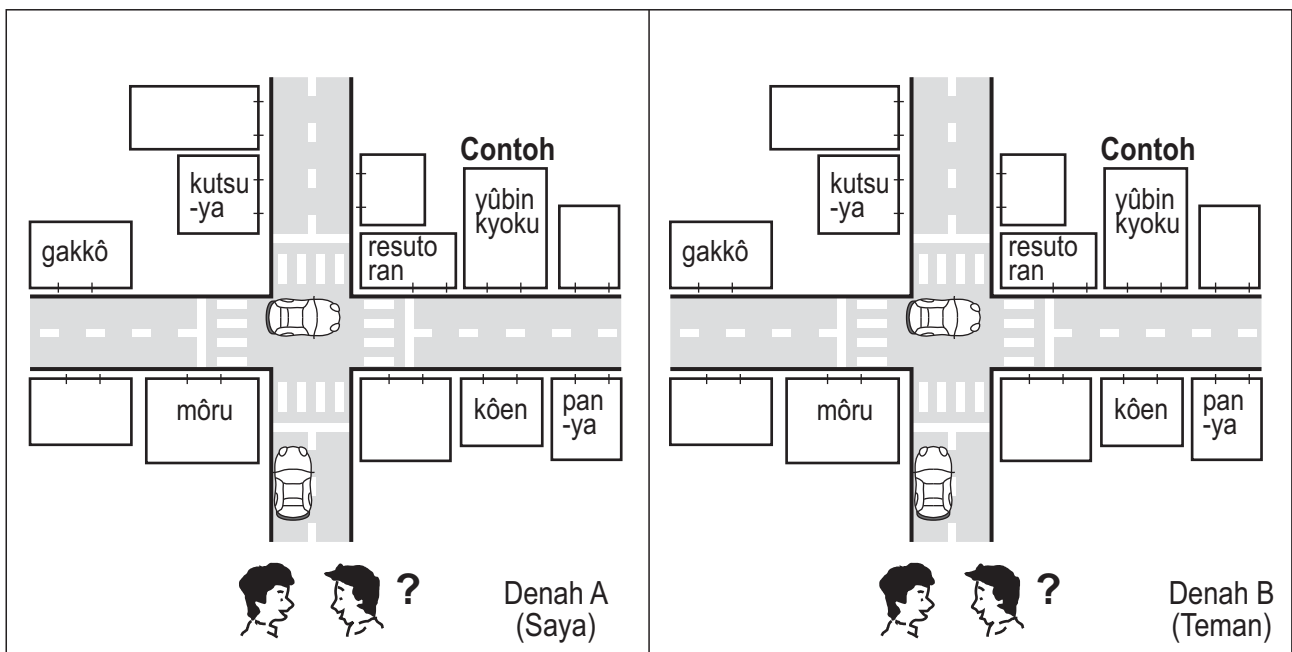 Contoh
kutsu
-ya
yûbin
kyoku
gakkô
resuto
ran
môru
kôen
pan
-ya
?
Denah A
(Saya)
Contoh
kutsu
-ya
yûbin
kyoku
gakkô
resuto
ran
môru
kôen
pan
-ya
?
Denah B
(Teman)